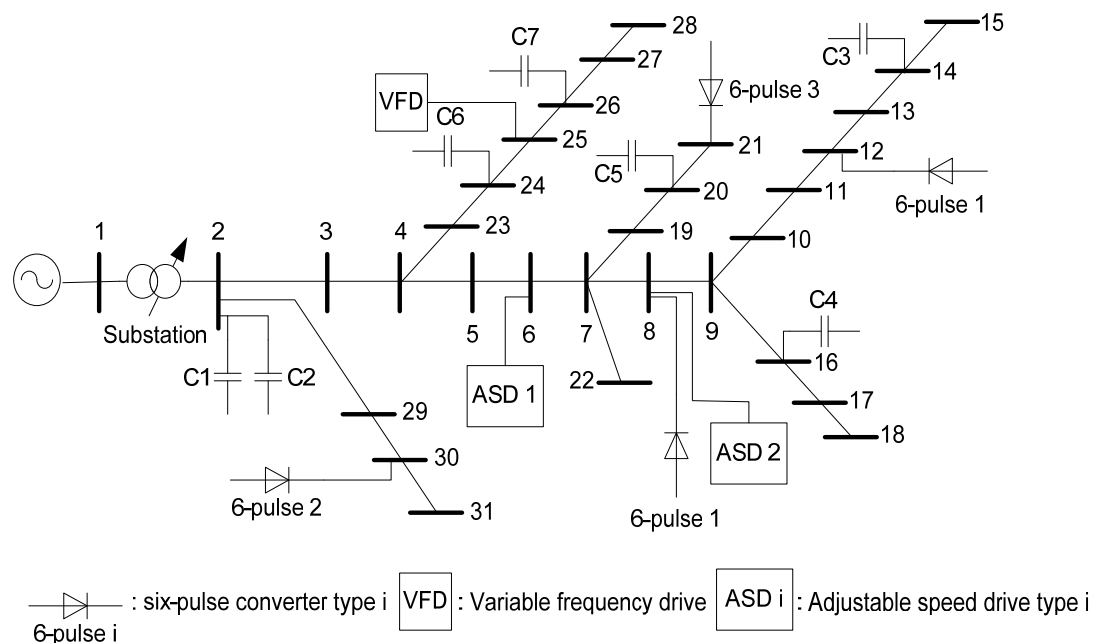 28
15
C7
27
C3
14
VFD
26
6-pulse 3
13
C6
25
21
12
24
C5
20
11
6-pulse 1
23
19
10
1
2
3
4
5
6
7
8
9
Substation
C4
16
C1
C2
ASD 1
22
17
29
18
ASD 2
30
6-pulse 2
31
6-pulse 1
6-pulse i
: six-pulse converter type i
VFD
: Variable frequency drive
ASD i
: Adjustable speed drive type i